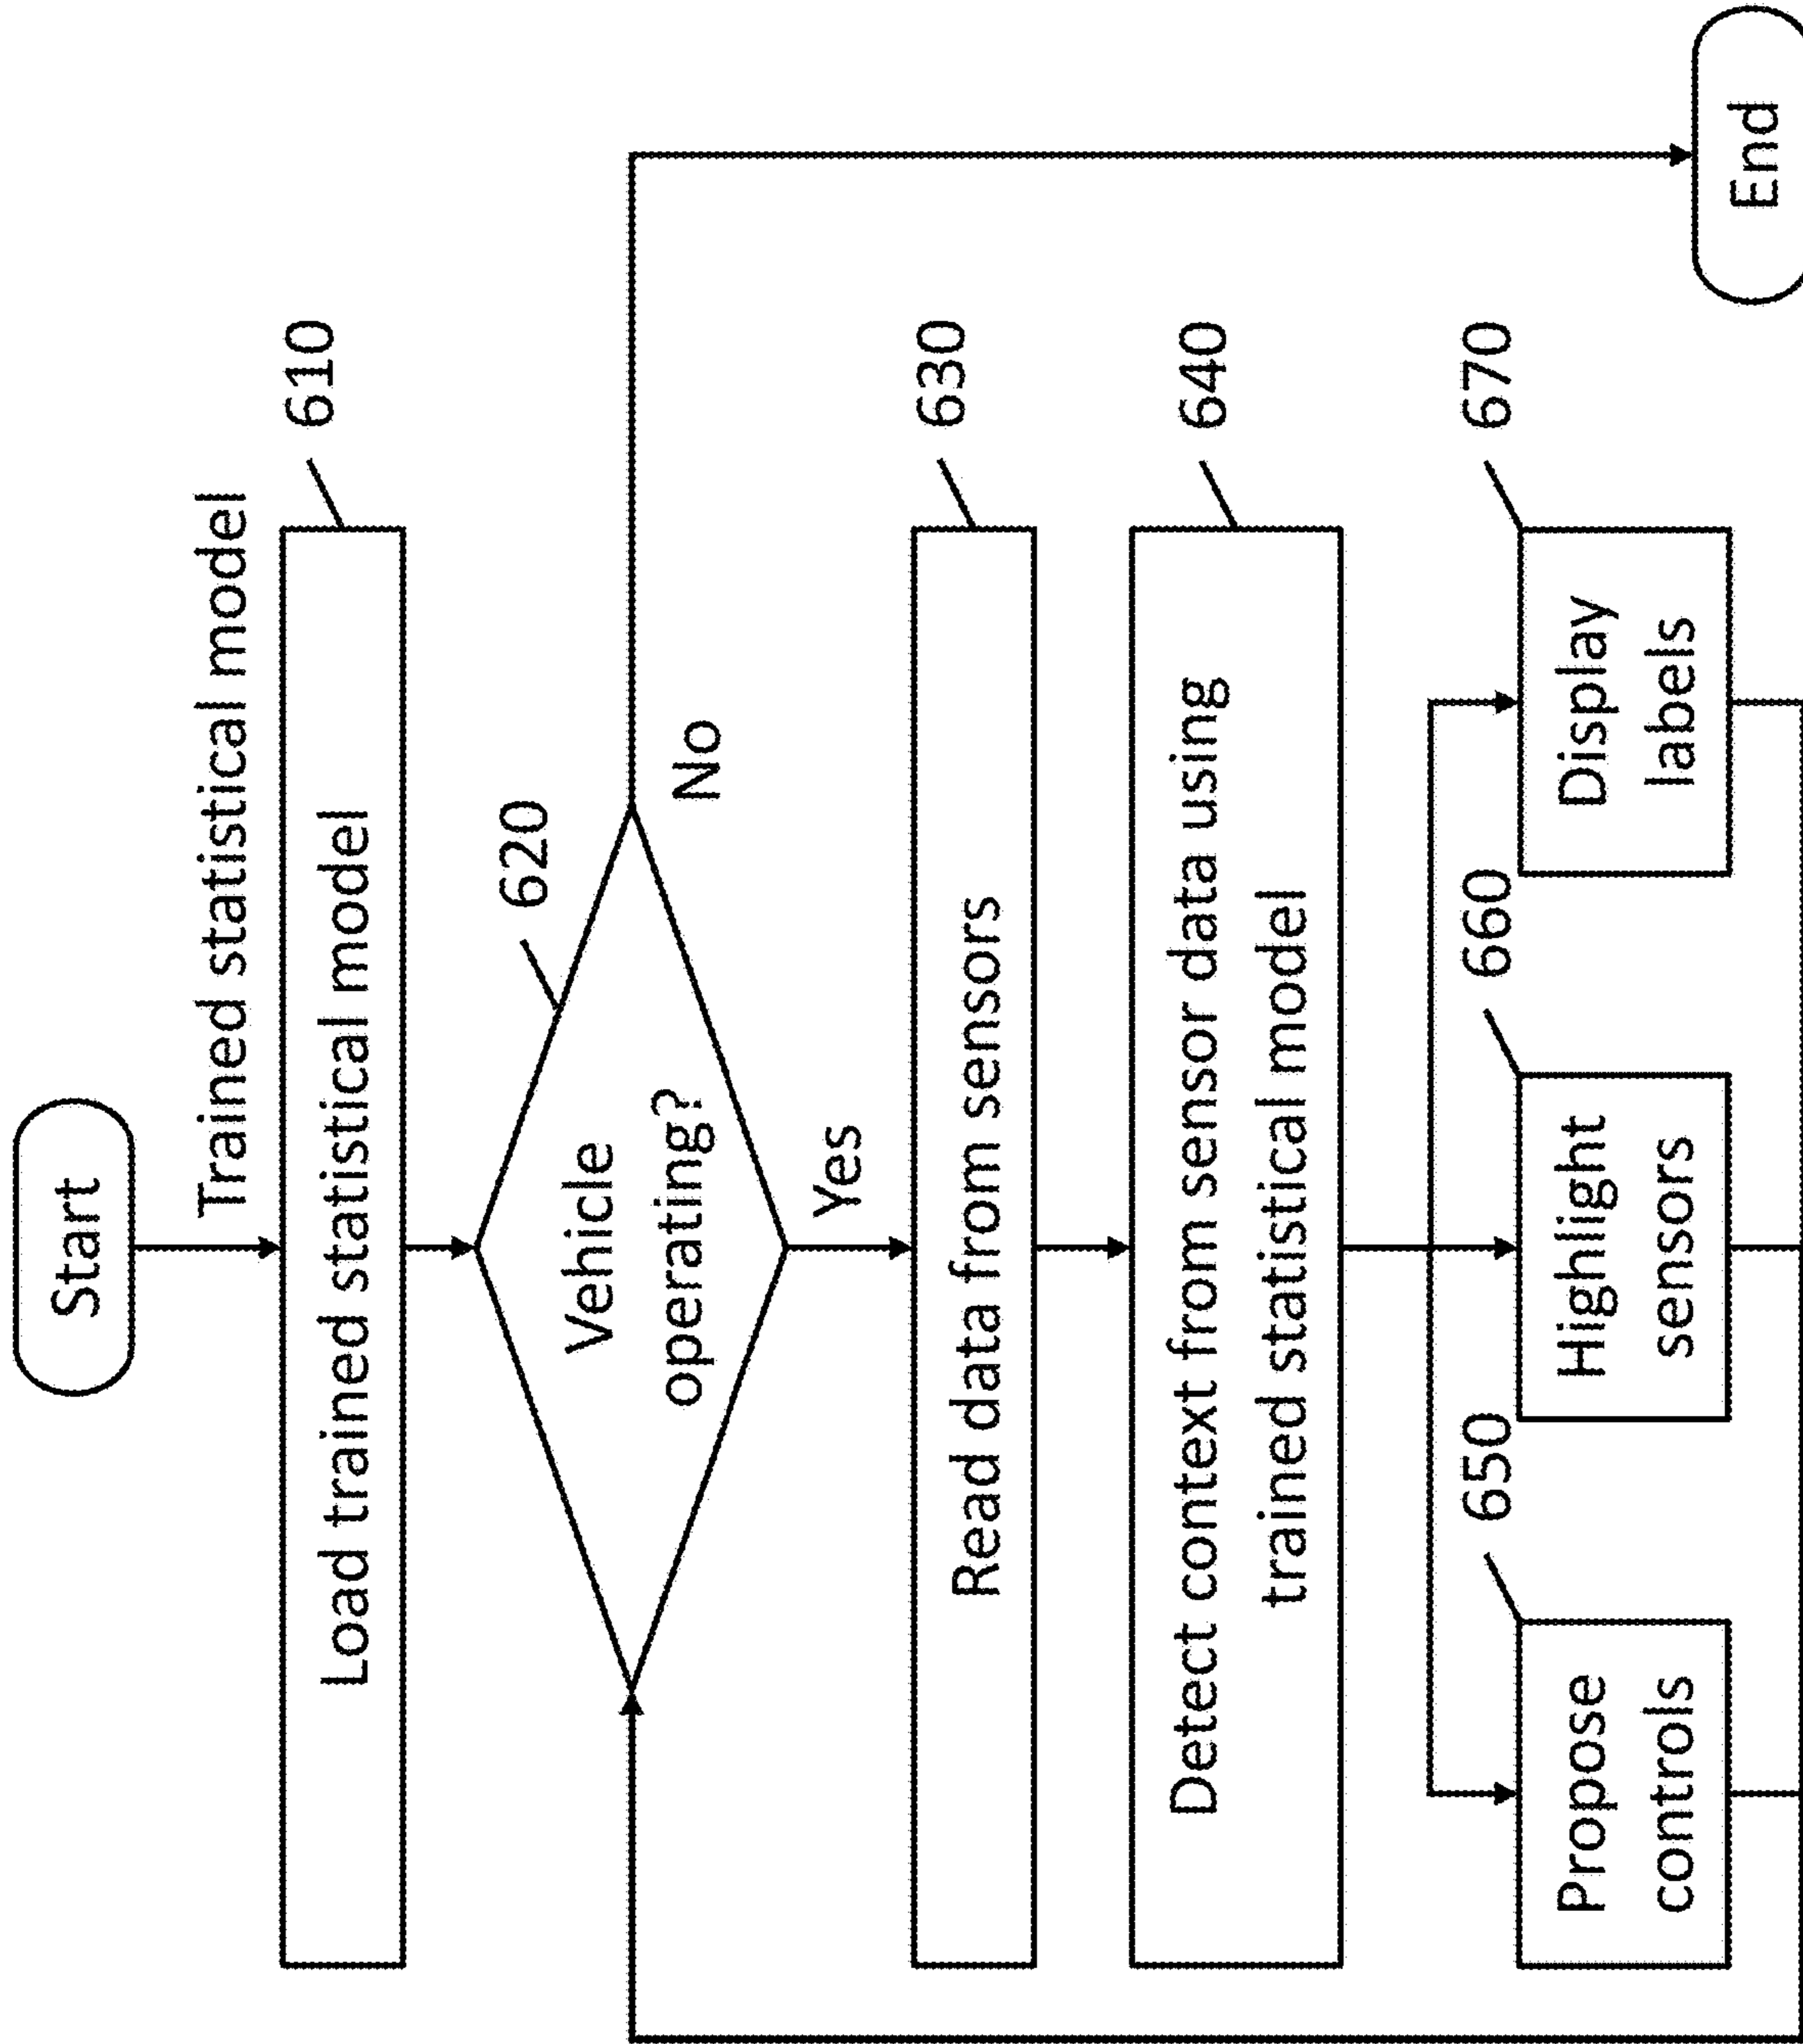 Start
Trained statistical model
610
Load trained statistical model
620
Vehicle
operating?
No
Yes
630
Read data from sensors
640
Detect context from sensor data using
trained statistical model
650
660
670
Propose
controls
Highlight
sensors
Display
labels
End